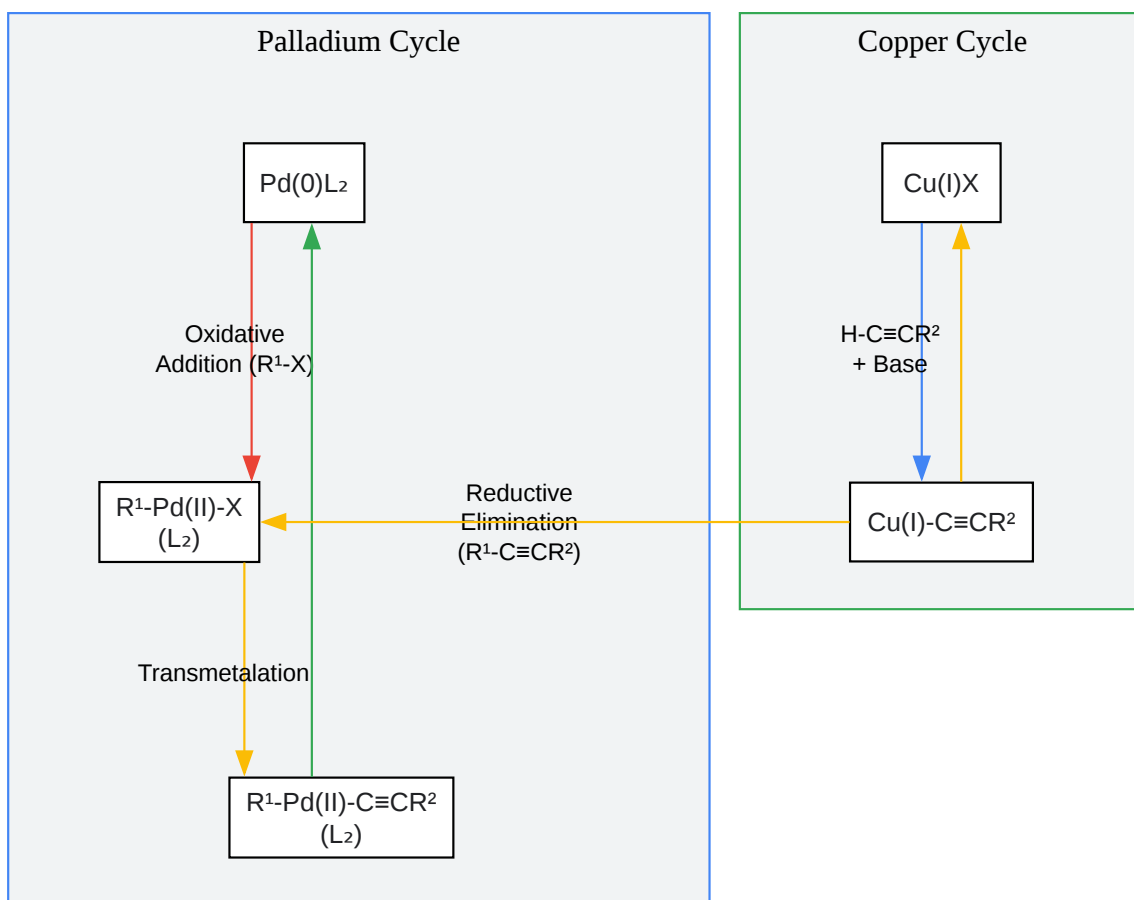 Palladium Cycle
Pd(0)L₂
Oxidative
Addition (R¹-X)
R¹-Pd(II)-X
(L₂)
Reductive
Elimination
(R¹-C≡CR²)
Transmetalation
R¹-Pd(II)-C≡CR²
(L₂)
Copper Cycle
Cu(I)X
H-C≡CR²
+ Base
Cu(I)-C≡CR²